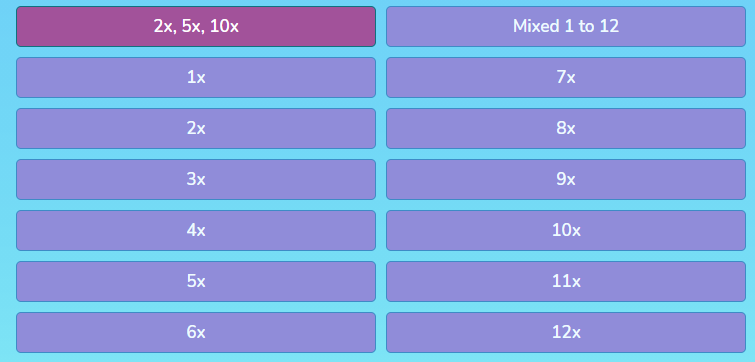 2x, 5x, 10x
Mixed 1 to 12
1x
7x
2x
8x
3x
9x
4x
10x
5x
11x
6x
12x